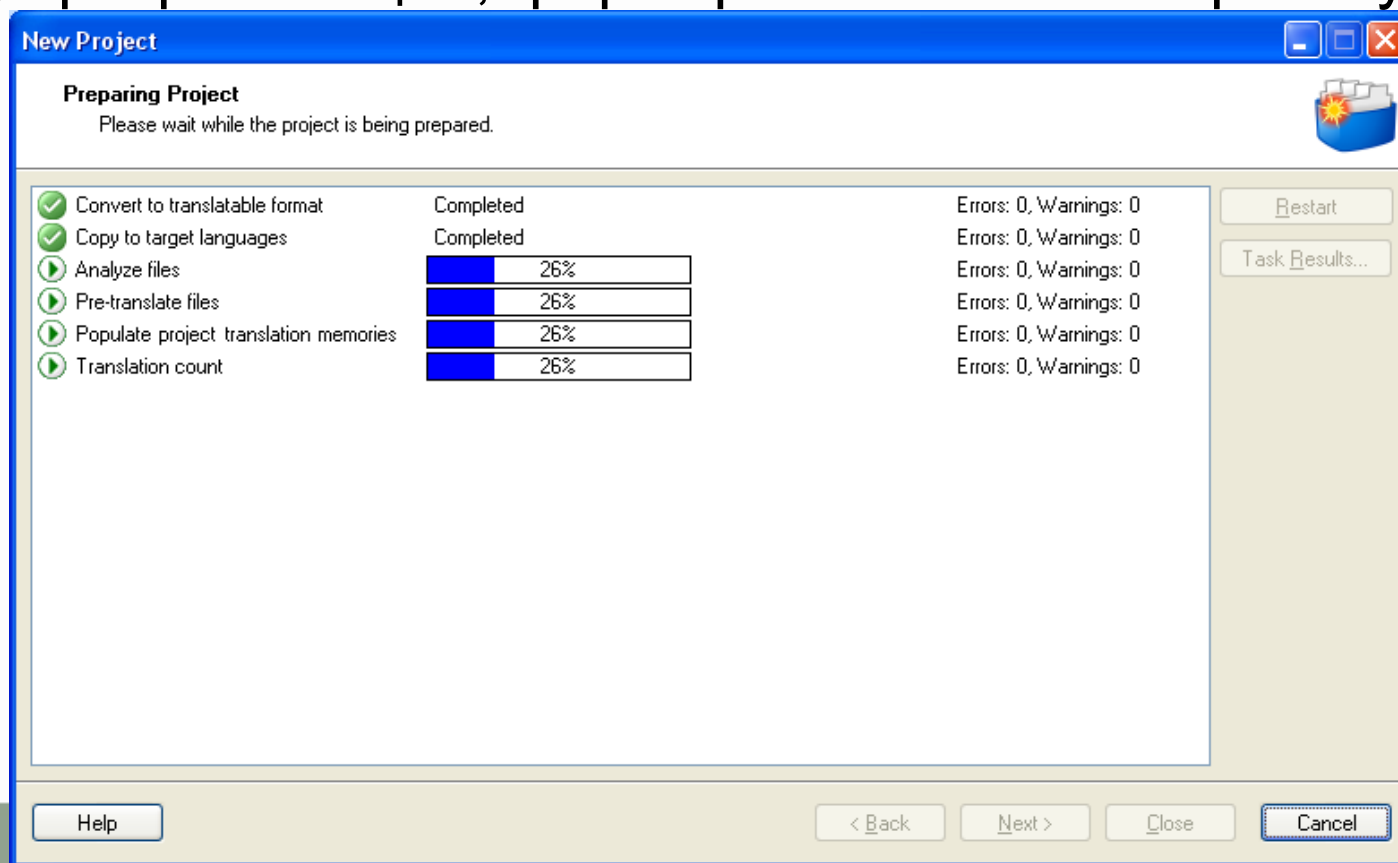 New Project
Preparing Project
Please wait while the project is being prepared.
Convert to translatable format Completed Errors: 0, Warnings: 0
Copy to target languages Completed Errors: 0, Warnings: 0
Analyze files 26% Errors: 0, Warnings: 0
Pre-translate files 26% Errors: 0, Warnings: 0
Populate project translation memories 26% Errors: 0, Warnings: 0
Translation count 26% Errors: 0, Warnings: 0
Restart
Task Results...
Help < Back Next > Close Cancel